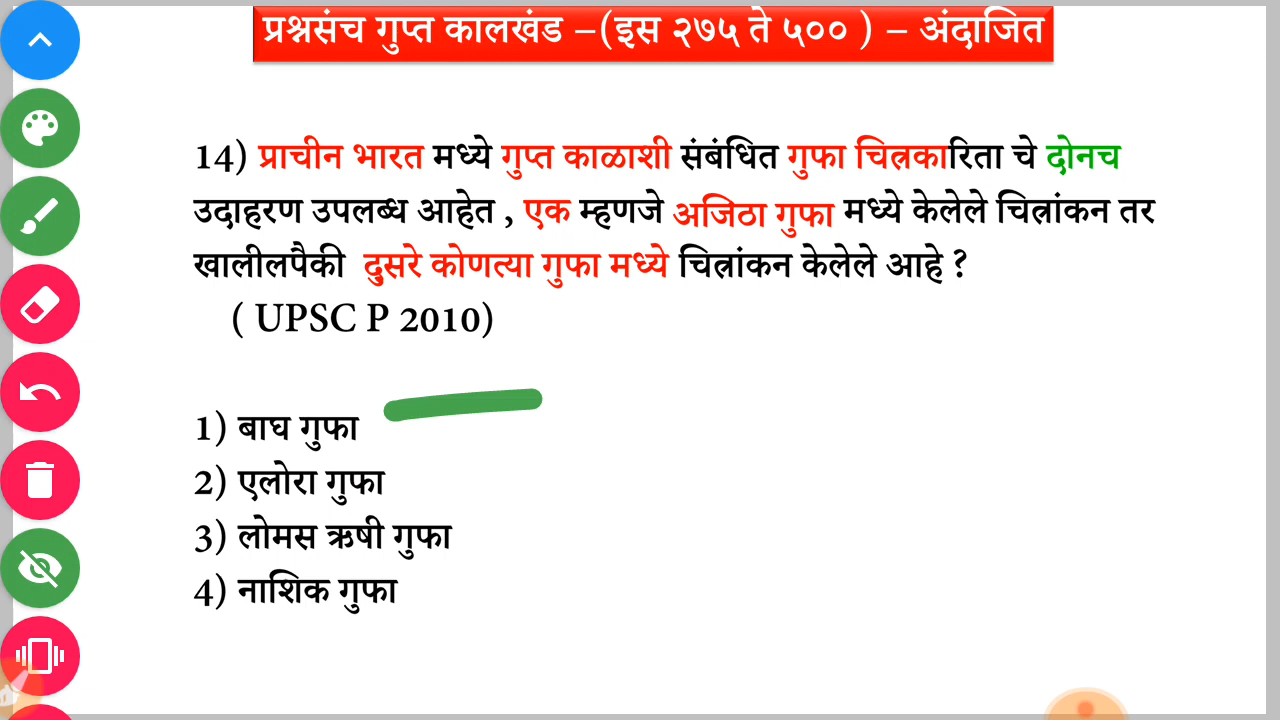 प्रश्नसंच गुप्त कालखंड –(इस २७५ ते ५०० ) – अंदाजित
14) प्राचीन भारत मध्ये गुप्त काळाशी संबंधित गुफा चित्रकारिता चे दोनच
उदाहरण उपलब्ध आहेत , एक म्हणजे अजिठा गुफा मध्ये केलेले चित्रांकन तर
खालीलपैकी दुसरे कोणत्या गुफा मध्ये चित्रांकन केलेले आहे ?
( UPSC P 2010)
1) बाघ गुफा
2) एलोरा गुफा
3) लोमस ऋषी गुफा
4) नाशिक गुफा